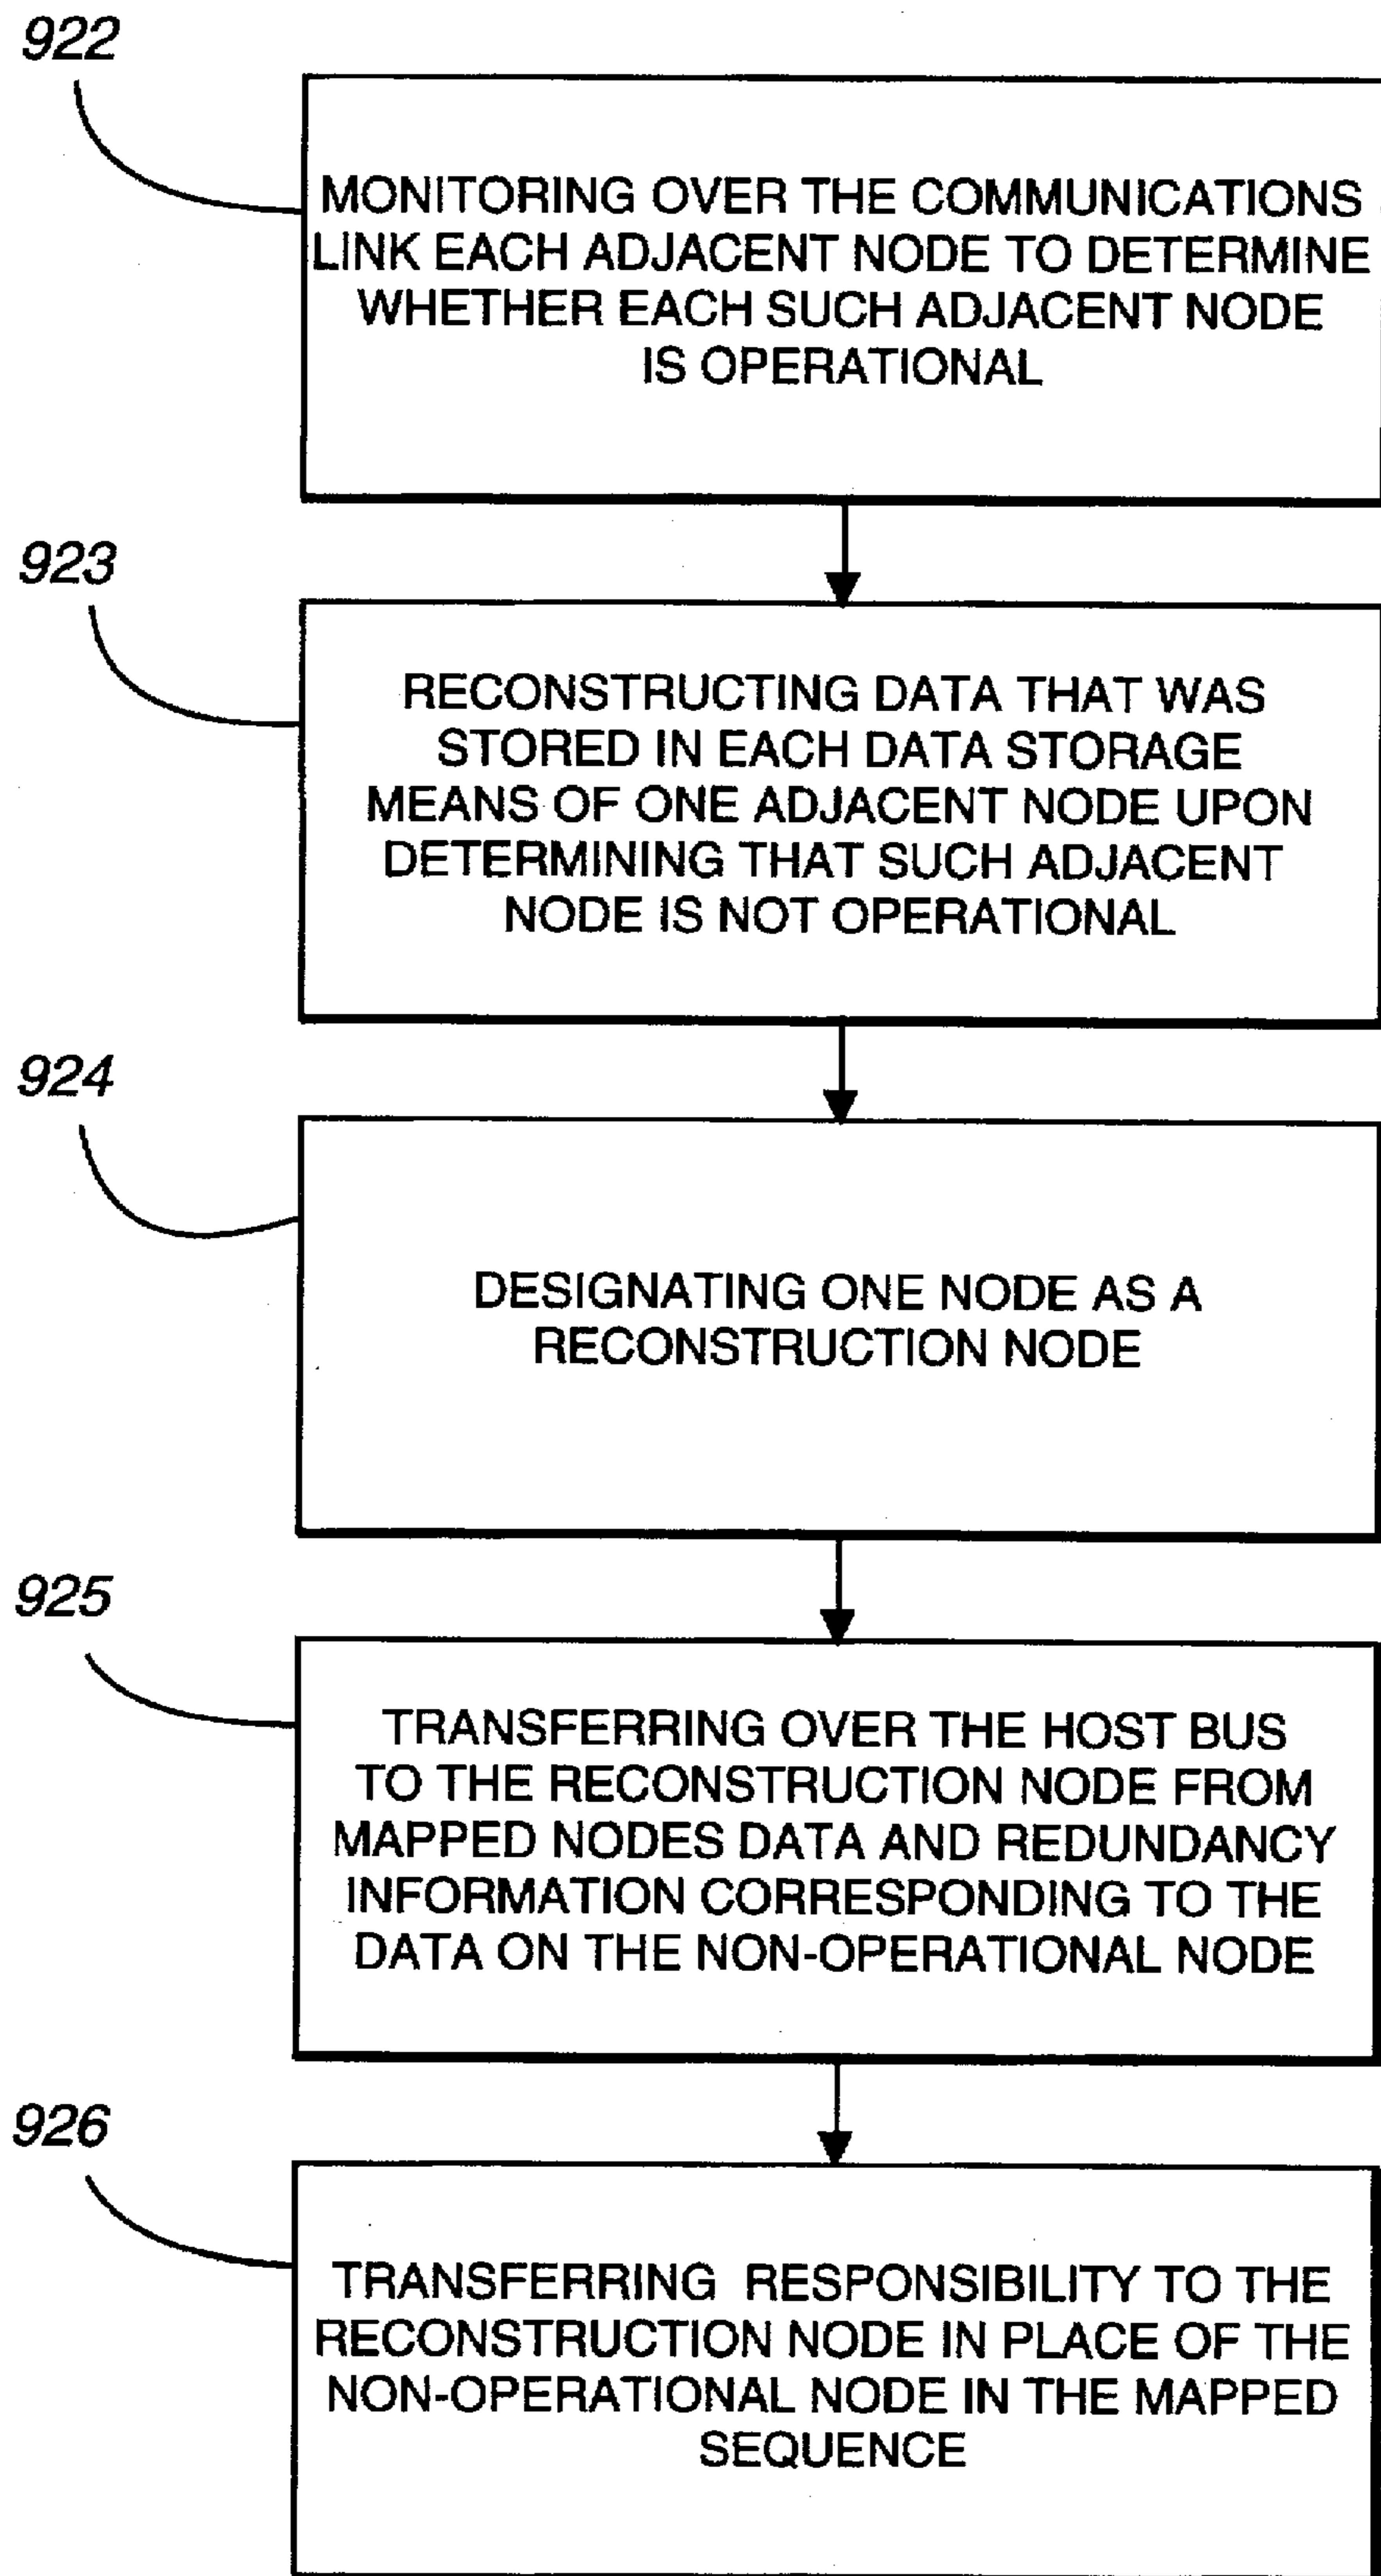 922
MONITORING OVER THE COMMUNICATIONS
LINK EACH ADJACENT NODE TO DETERMINE
WHETHER EACH SUCH ADJACENT NODE
IS OPERATIONAL
923
RECONSTRUCTING DATA THAT WAS
STORED IN EACH DATA STORAGE
MEANS OF ONE ADJACENT NODE UPON
DETERMINING THAT SUCH ADJACENT
NODE IS NOT OPERATIONAL
924
DESIGNATING ONE NODE AS A
RECONSTRUCTION NODE
925
TRANSFERRING OVER THE HOST BUS
TO THE RECONSTRUCTION NODE FROM
MAPPED NODES DATA AND REDUNDANCY
INFORMATION CORRESPONDING TO THE
DATA ON THE NON-OPERATIONAL NODE
926
TRANSFERRING RESPONSIBILITY TO THE
RECONSTRUCTION NODE IN PLACE OF THE
NON-OPERATIONAL NODE IN THE MAPPED
SEQUENCE